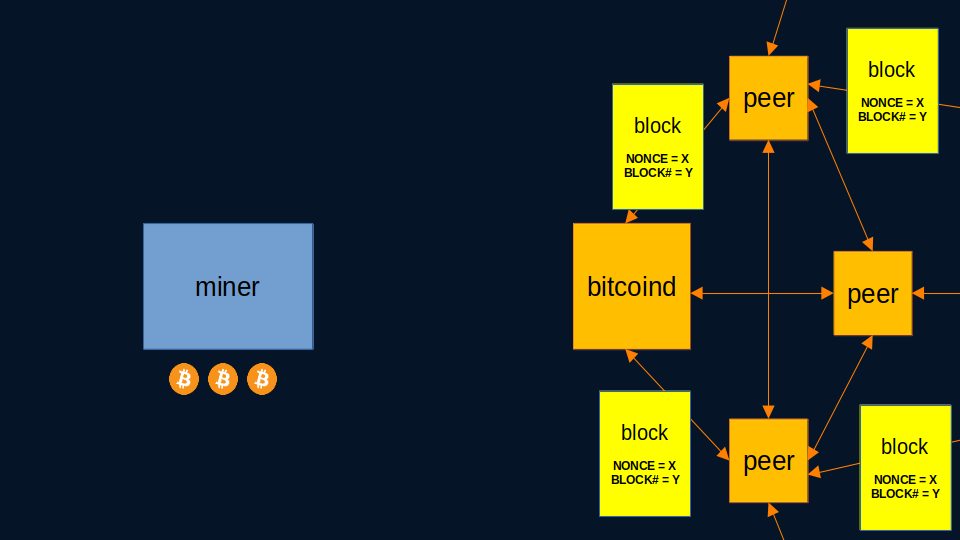 peer
block
NONCE = X
BLOCK# = Y
block
NONCE = X
BLOCK# = Y
miner
bitcoind
peer
block
NONCE = X
BLOCK# = Y
peer
block
NONCE = X
BLOCK# = Y